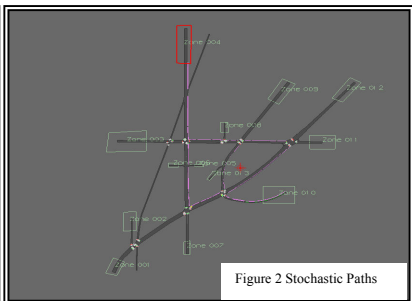 Zone 004
Zone 009
Zone 012
Zone 008
Zone 003
Zone 011
Zone 005
Zone 013
Zone 010
Zone 002
Zone 007
Zone 001
Figure 2 Stochastic Paths